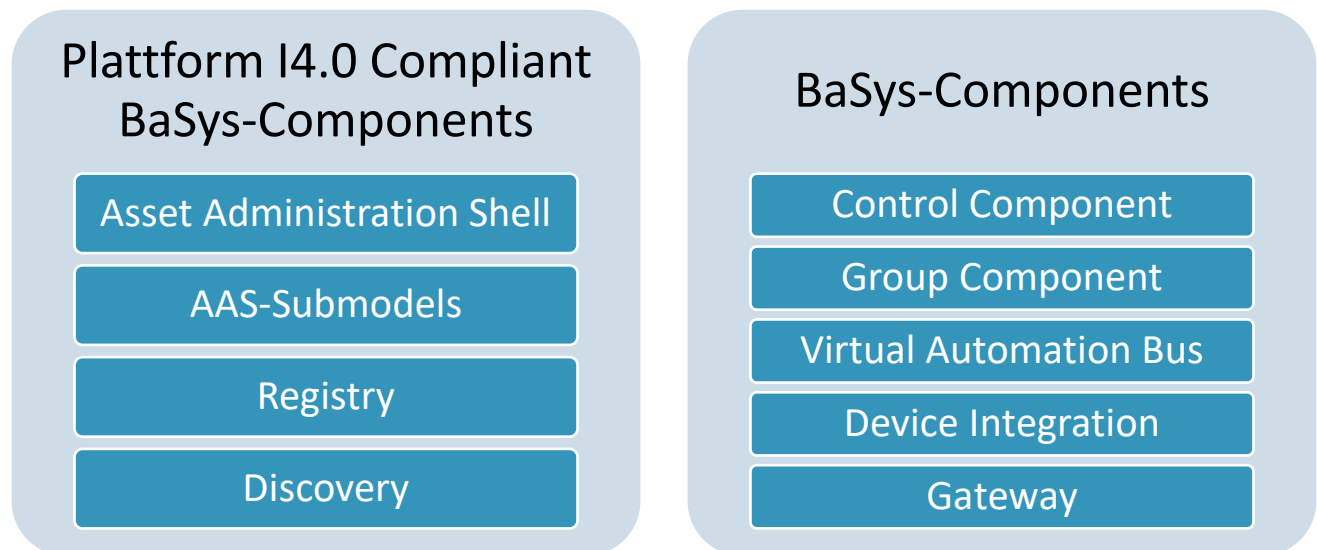 Plattform I4.0 Compliant
BaSys-Components
Asset Administration Shell
AAS-Submodels
Registry
Discovery
BaSys-Components
Control Component
Group Component
Virtual Automation Bus
Device Integration
Gateway